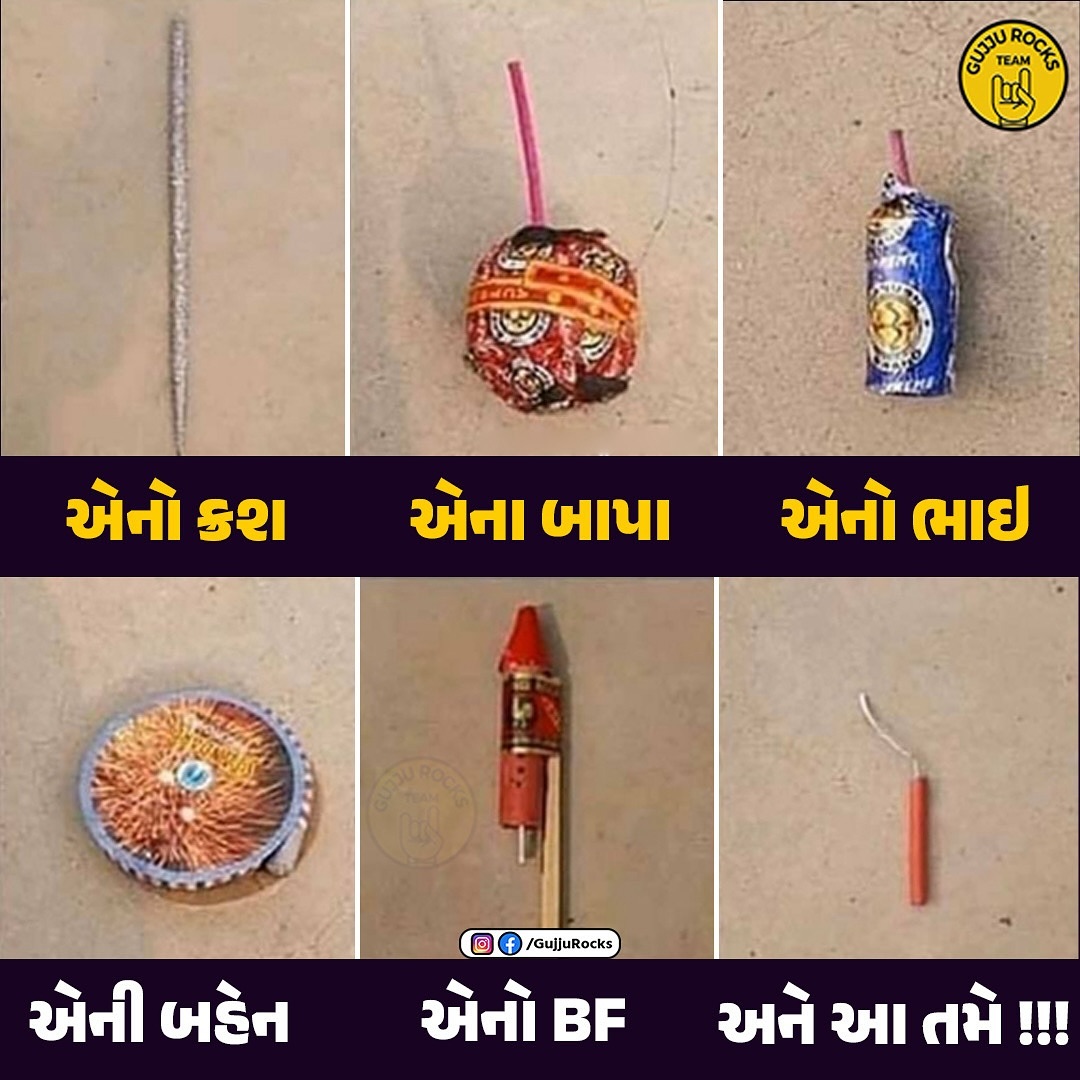 GUJJU ROCKS
TEAM
એનો ક્રશ
એના બાપા
એનો ભાઇ
GUJJU ROCKS
TEAM
/GujjuRocks
એની બહેન
એનો BF
અને આ તમે !!!